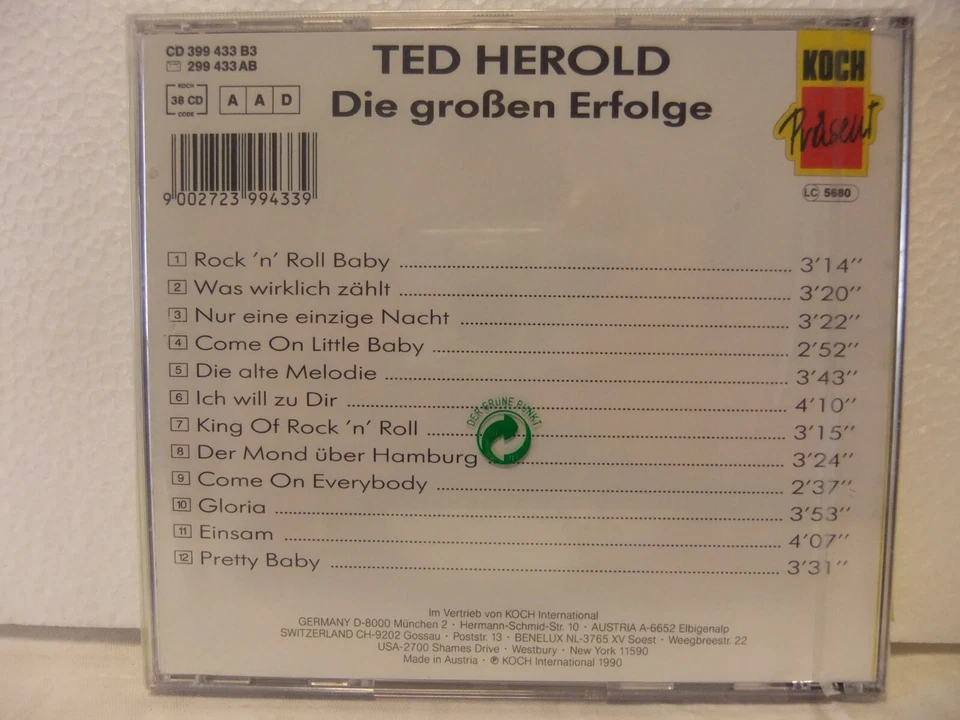 CD 399 433 B3
299 433 AB
KOCH
38 CD
CODE
A A D
TED HEROLD
Die großen Erfolge
KOCH
Präsent
LC 5680
9 002723 994339
1 Rock 'n' Roll Baby 3'14''
2 Was wirklich zählt 3'20''
3 Nur eine einzige Nacht 3'22''
4 Come On Little Baby 2'52''
5 Die alte Melodie 3'43''
6 Ich will zu Dir 4'10''
7 King Of Rock 'n' Roll 3'15''
8 Der Mond über Hamburg 3'24''
9 Come On Everybody 2'37''
10 Gloria 3'53''
11 Einsam 4'07''
12 Pretty Baby 3'31''
DER GRÜNE PUNKT
Im Vertrieb von KOCH International
GERMANY D-8000 München 2 · Hermann-Schmid-Str. 10 · AUSTRIA A-6652 Elbigenalp
SWITZERLAND CH-9202 Gossau · Poststr. 13 · BENELUX NL-3765 XV Soest · Weegbreestr. 22
USA-2700 Shames Drive · Westbury · New York 11590
Made in Austria · ℗ KOCH International 1990